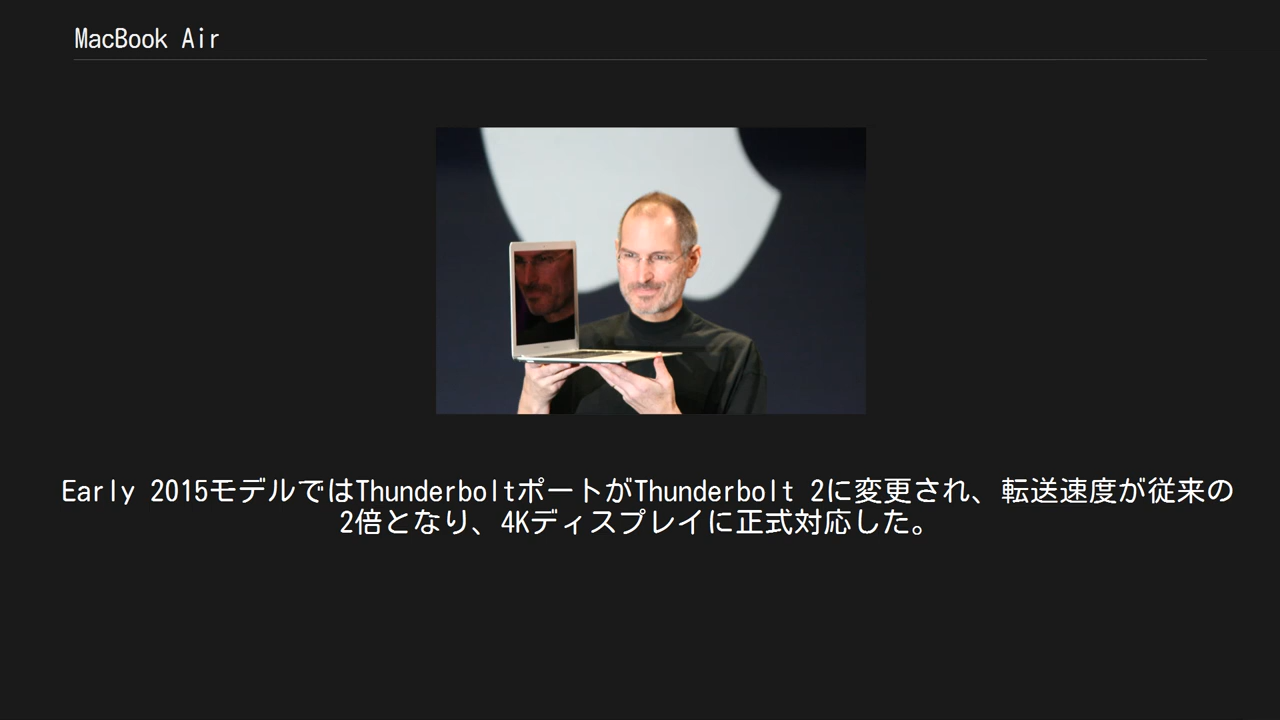 MacBook Air
Early 2015モデルではThunderboltポートがThunderbolt 2に変更され、転送速度が従来の
2倍となり、4Kディスプレイに正式対応した。